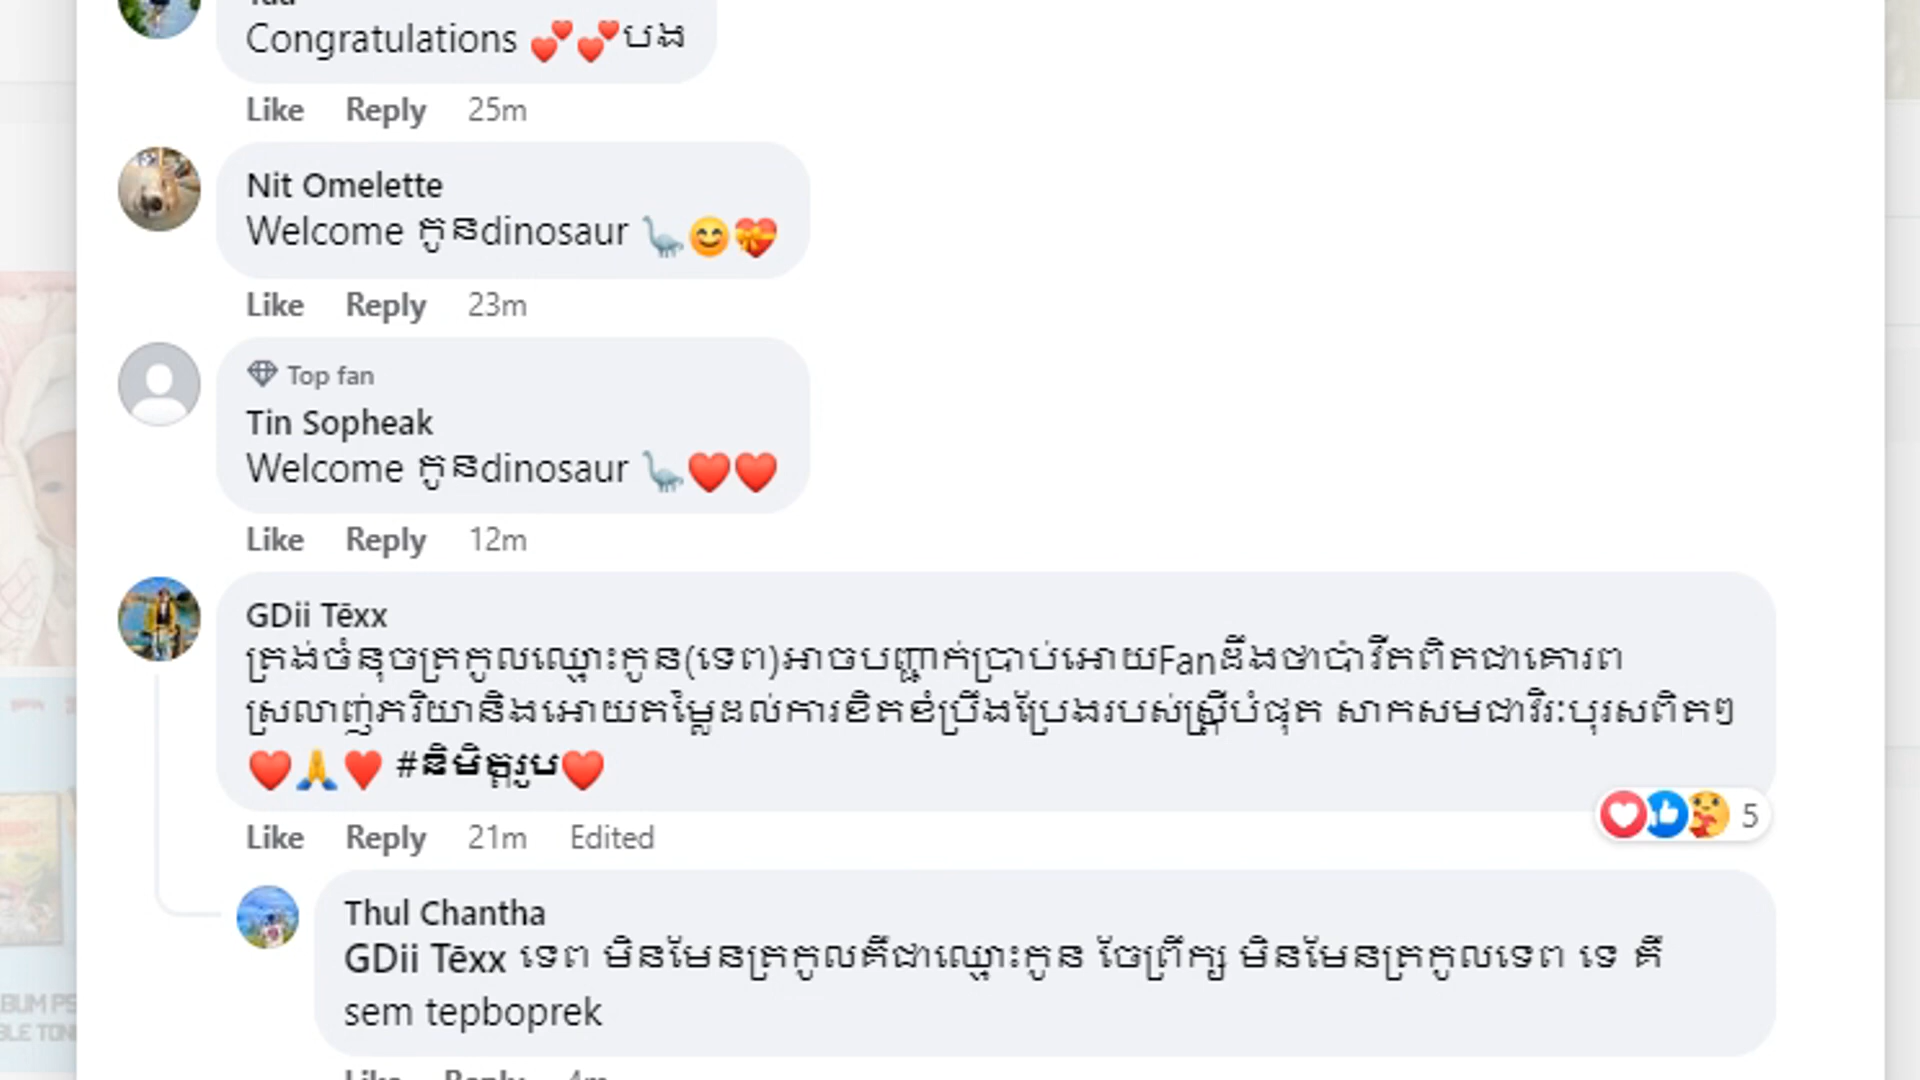 Congratulations 💕💕បង
Like Reply 25m
Nit Omelette
Welcome កូនdinosaur 🦕😊💝
Like Reply 23m
Top fan
Tin Sopheak
Welcome កូនdinosaur 🦕❤️❤️
Like Reply 12m
GDii Tēxx
ត្រង់ចំនុចត្រកូលឈ្មោះកូន(ទេព)អាចបញ្ជាក់ប្រាប់អោយFanដឹងថាប៉ាវីតពិតជាគោរព
ស្រលាញ់ភរិយានិងអោយតម្លៃដល់ការខិតខំប្រឹងប្រែងរបស់ស្ត្រីបំផុត សាកសមជាវិរៈបុរសពិតៗ
❤️🙏❤️ #និមិត្តរូប❤️
Like Reply 21m Edited
5
Thul Chantha
GDii Tēxx ទេព មិនមែនត្រកូលគឺជាឈ្មោះកូន ចែព្រឹក្ស មិនមែនត្រកូលទេព ទេ គឺ
sem tepboprek
Like Reply 4m